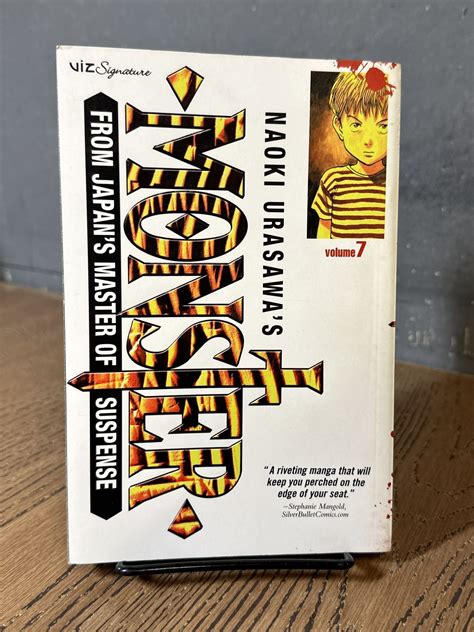 VIZ Signature
NAOKI URASAWA'S
MONSTER
FROM JAPAN'S MASTER OF SUSPENSE
volume 7
"A riveting manga that will
keep you perched on the
edge of your seat."
—Stephanie Mangold,
SilverBulletComics.com